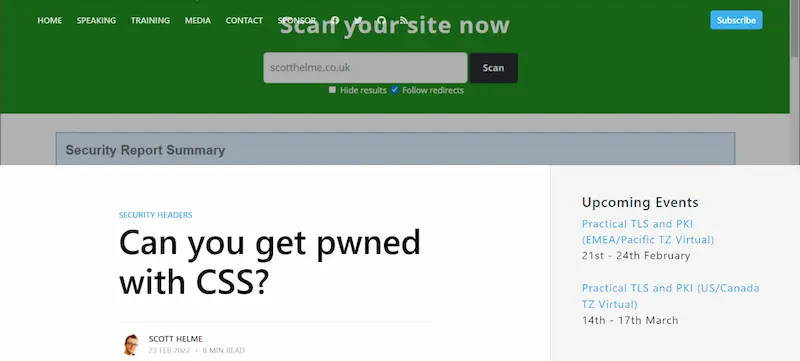 HOME SPEAKING TRAINING MEDIA CONTACT SPONSOR
Subscribe
Scan your site now
scotthelme.co.uk
Scan
Hide results Follow redirects
Security Report Summary
SECURITY HEADERS
Can you get pwned
with CSS?
SCOTT HELME
23 FEB 2022 • 8 MIN READ
Upcoming Events
Practical TLS and PKI
(EMEA/Pacific TZ Virtual)
21st - 24th February
Practical TLS and PKI (US/Canada
TZ Virtual)
14th - 17th March